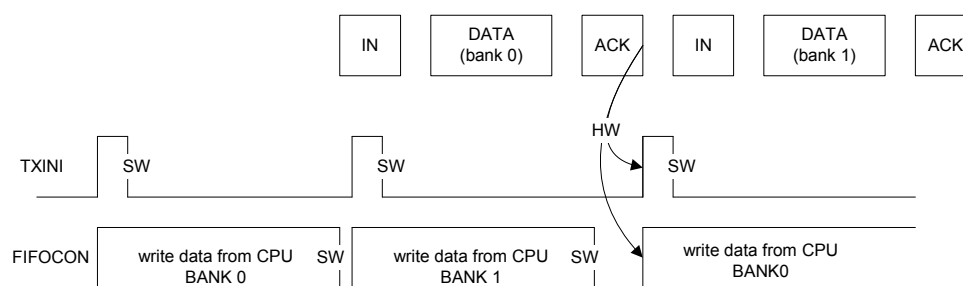 IN
DATA
(bank 0)
ACK
IN
DATA
(bank 1)
ACK
HW
TXINI
SW
SW
SW
FIFOCON
write data from CPU
BANK 0
SW
write data from CPU
BANK 1
SW
write data from CPU
BANK0